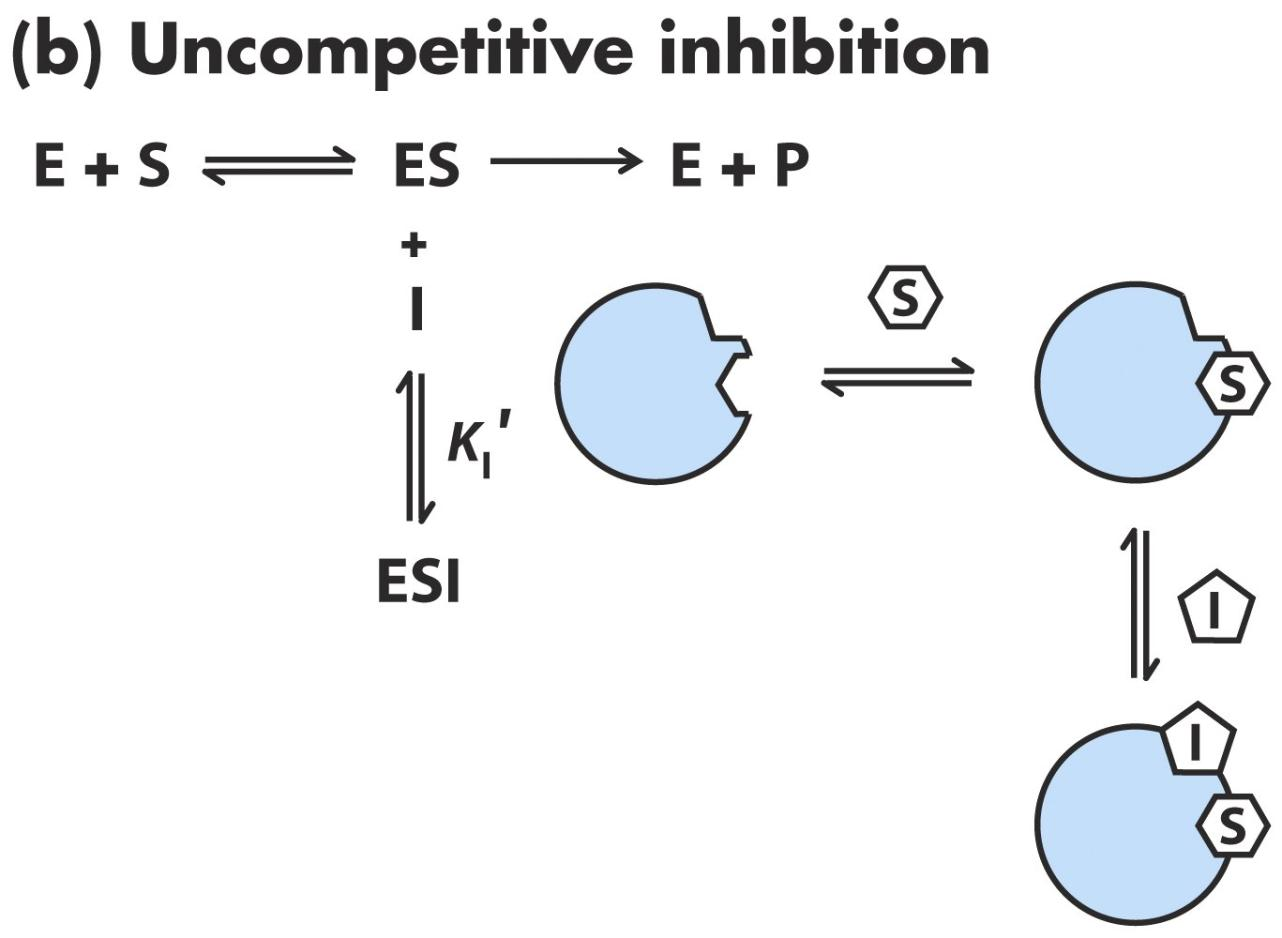 (b) Uncompetitive inhibition
E + S ⇌ ES ⟶ E + P
+
I
K_I′
ESI
S
S
I
I
S